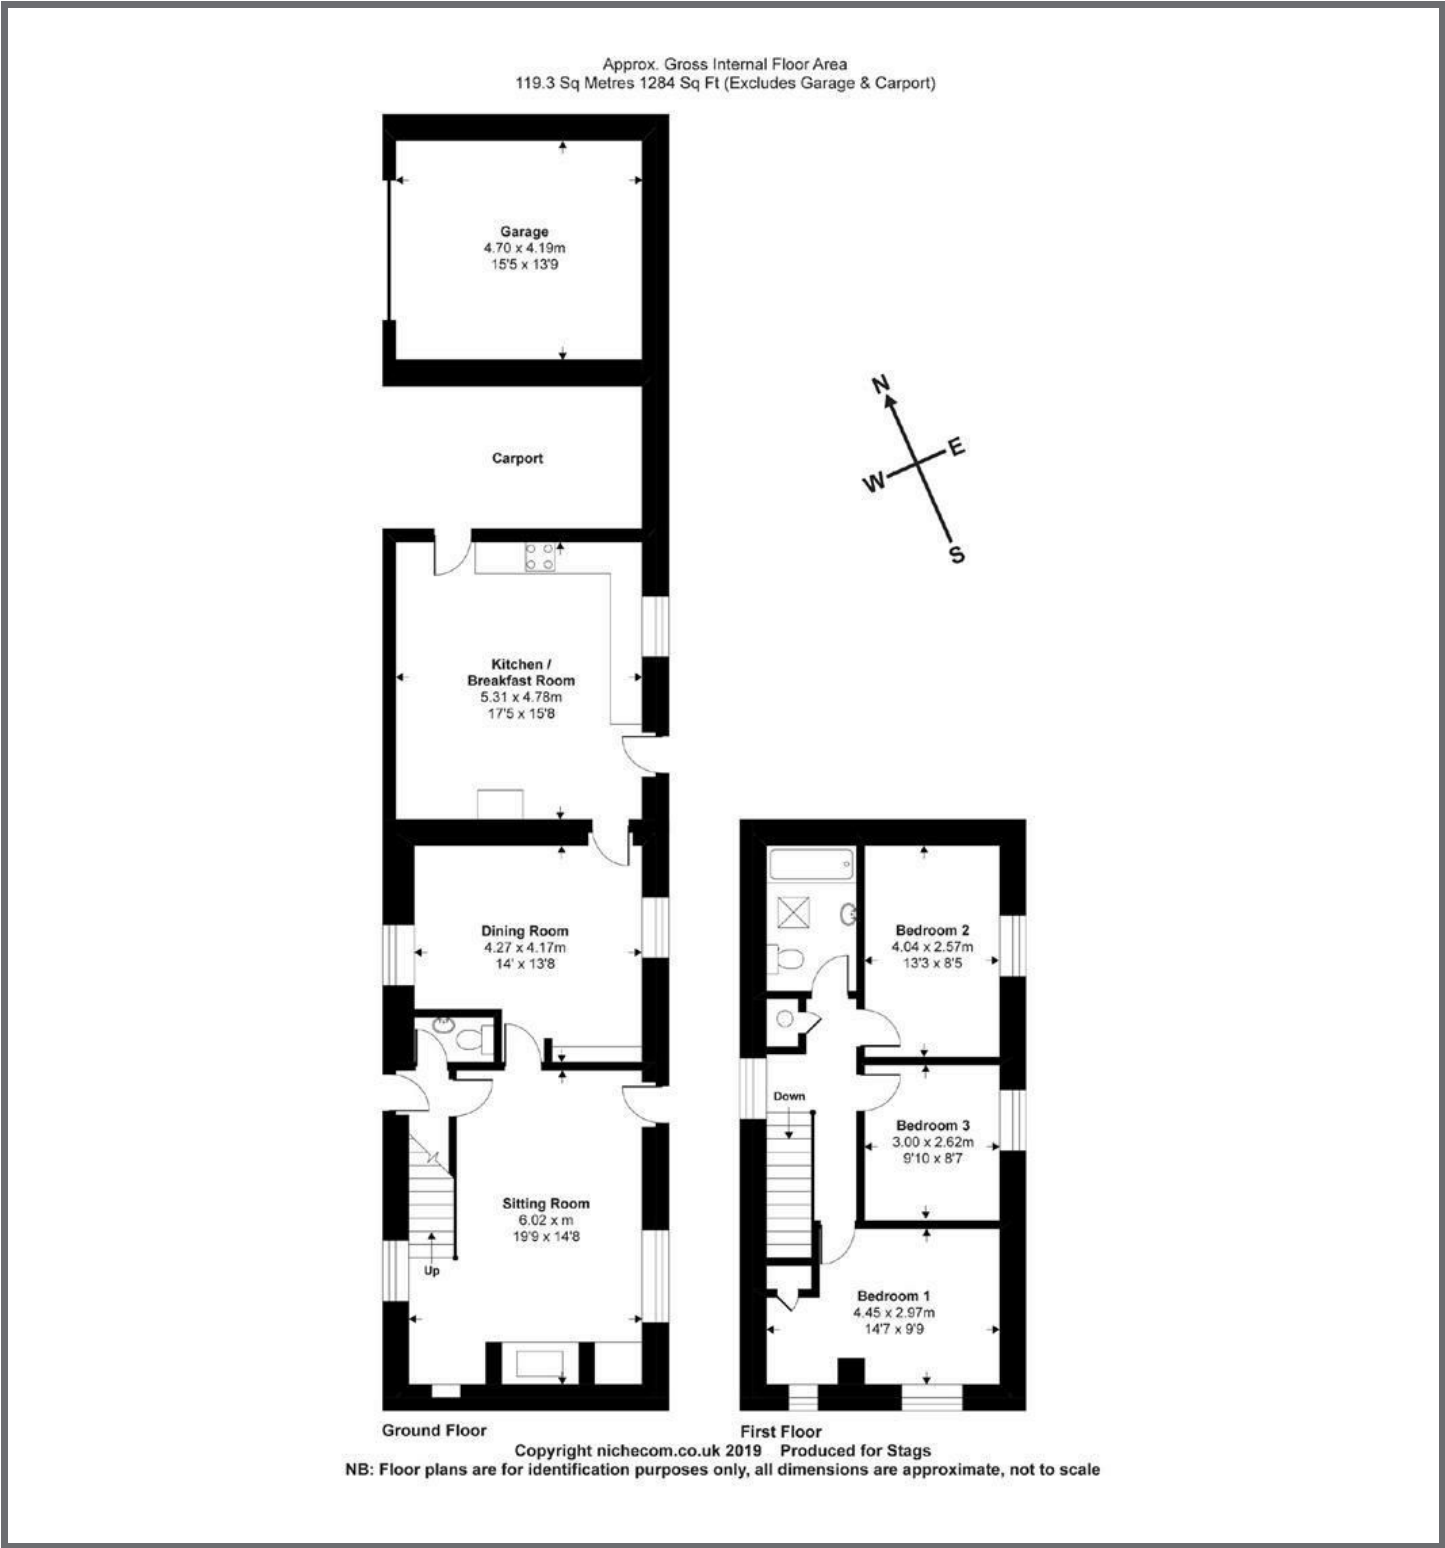 Approx. Gross Internal Floor Area
119.3 Sq Metres 1284 Sq Ft (Excludes Garage & Carport)
Garage
4.70 x 4.19m
15'5 x 13'9
N
E
W
S
Carport
Kitchen /
Breakfast Room
5.31 x 4.78m
17'5 x 15'8
Dining Room
4.27 x 4.17m
14' x 13'8
Bedroom 2
4.04 x 2.57m
13'3 x 8'5
Down
Bedroom 3
3.00 x 2.62m
9'10 x 8'7
Sitting Room
6.02 x m
19'9 x 14'8
Up
Bedroom 1
4.45 x 2.97m
14'7 x 9'9
Ground Floor
First Floor
Copyright nichecom.co.uk 2019 Produced for Stags
NB: Floor plans are for identification purposes only, all dimensions are approximate, not to scale